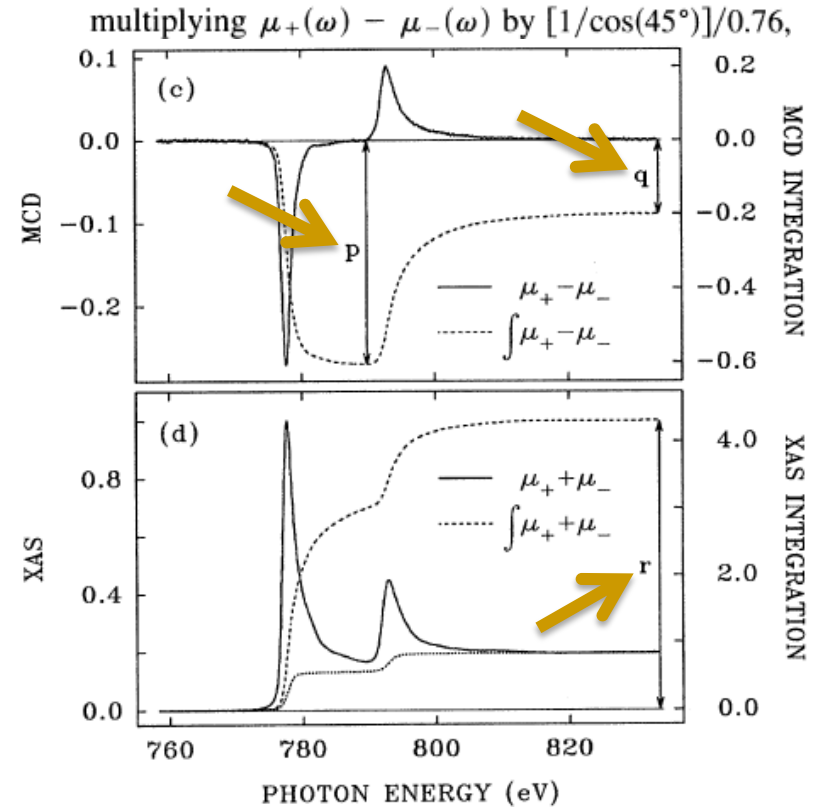 multiplying μ₊(ω) − μ₋(ω) by [1/cos(45°)]/0.76,
(c)
0.1
0.0
−0.1
−0.2
MCD
0.2
0.0
−0.2
−0.4
−0.6
MCD INTEGRATION
q
p
μ₊−μ₋
∫μ₊−μ₋
(d)
0.8
0.4
0.0
XAS
4.0
2.0
0.0
XAS INTEGRATION
μ₊+μ₋
∫μ₊+μ₋
r
760
780
800
820
PHOTON ENERGY (eV)